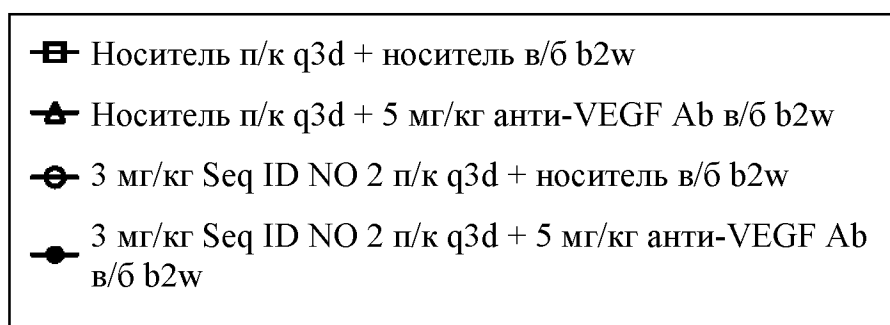 Носитель п/к q3d + носитель в/б b2w
Носитель п/к q3d + 5 мг/кг анти-VEGF Ab в/б b2w
3 мг/кг Seq ID NO 2 п/к q3d + носитель в/б b2w
3 мг/кг Seq ID NO 2 п/к q3d + 5 мг/кг анти-VEGF Ab
в/б b2w